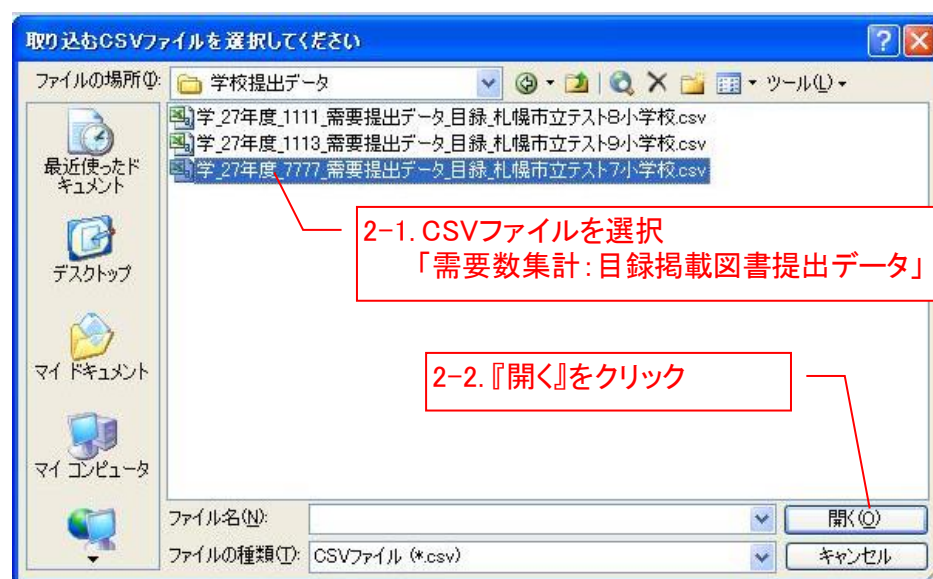 取り込むCSVファイルを選択してください
ファイルの場所(I):
学校提出データ
ツール(L)
学_27年度_1111_需要提出データ_目録_札幌市立テスト8小学校.csv
学_27年度_1113_需要提出データ_目録_札幌市立テスト9小学校.csv
学_27年度_7777_需要提出データ_目録_札幌市立テスト7小学校.csv
最近使ったド
キュメント
デスクトップ
マイ ドキュメント
マイ コンピュータ
2-1.CSVファイルを選択
「需要数集計:目録掲載図書提出データ」
2-2.『開く』をクリック
ファイル名(N):
開く(O)
ファイルの種類(T):
CSVファイル (*.csv)
キャンセル